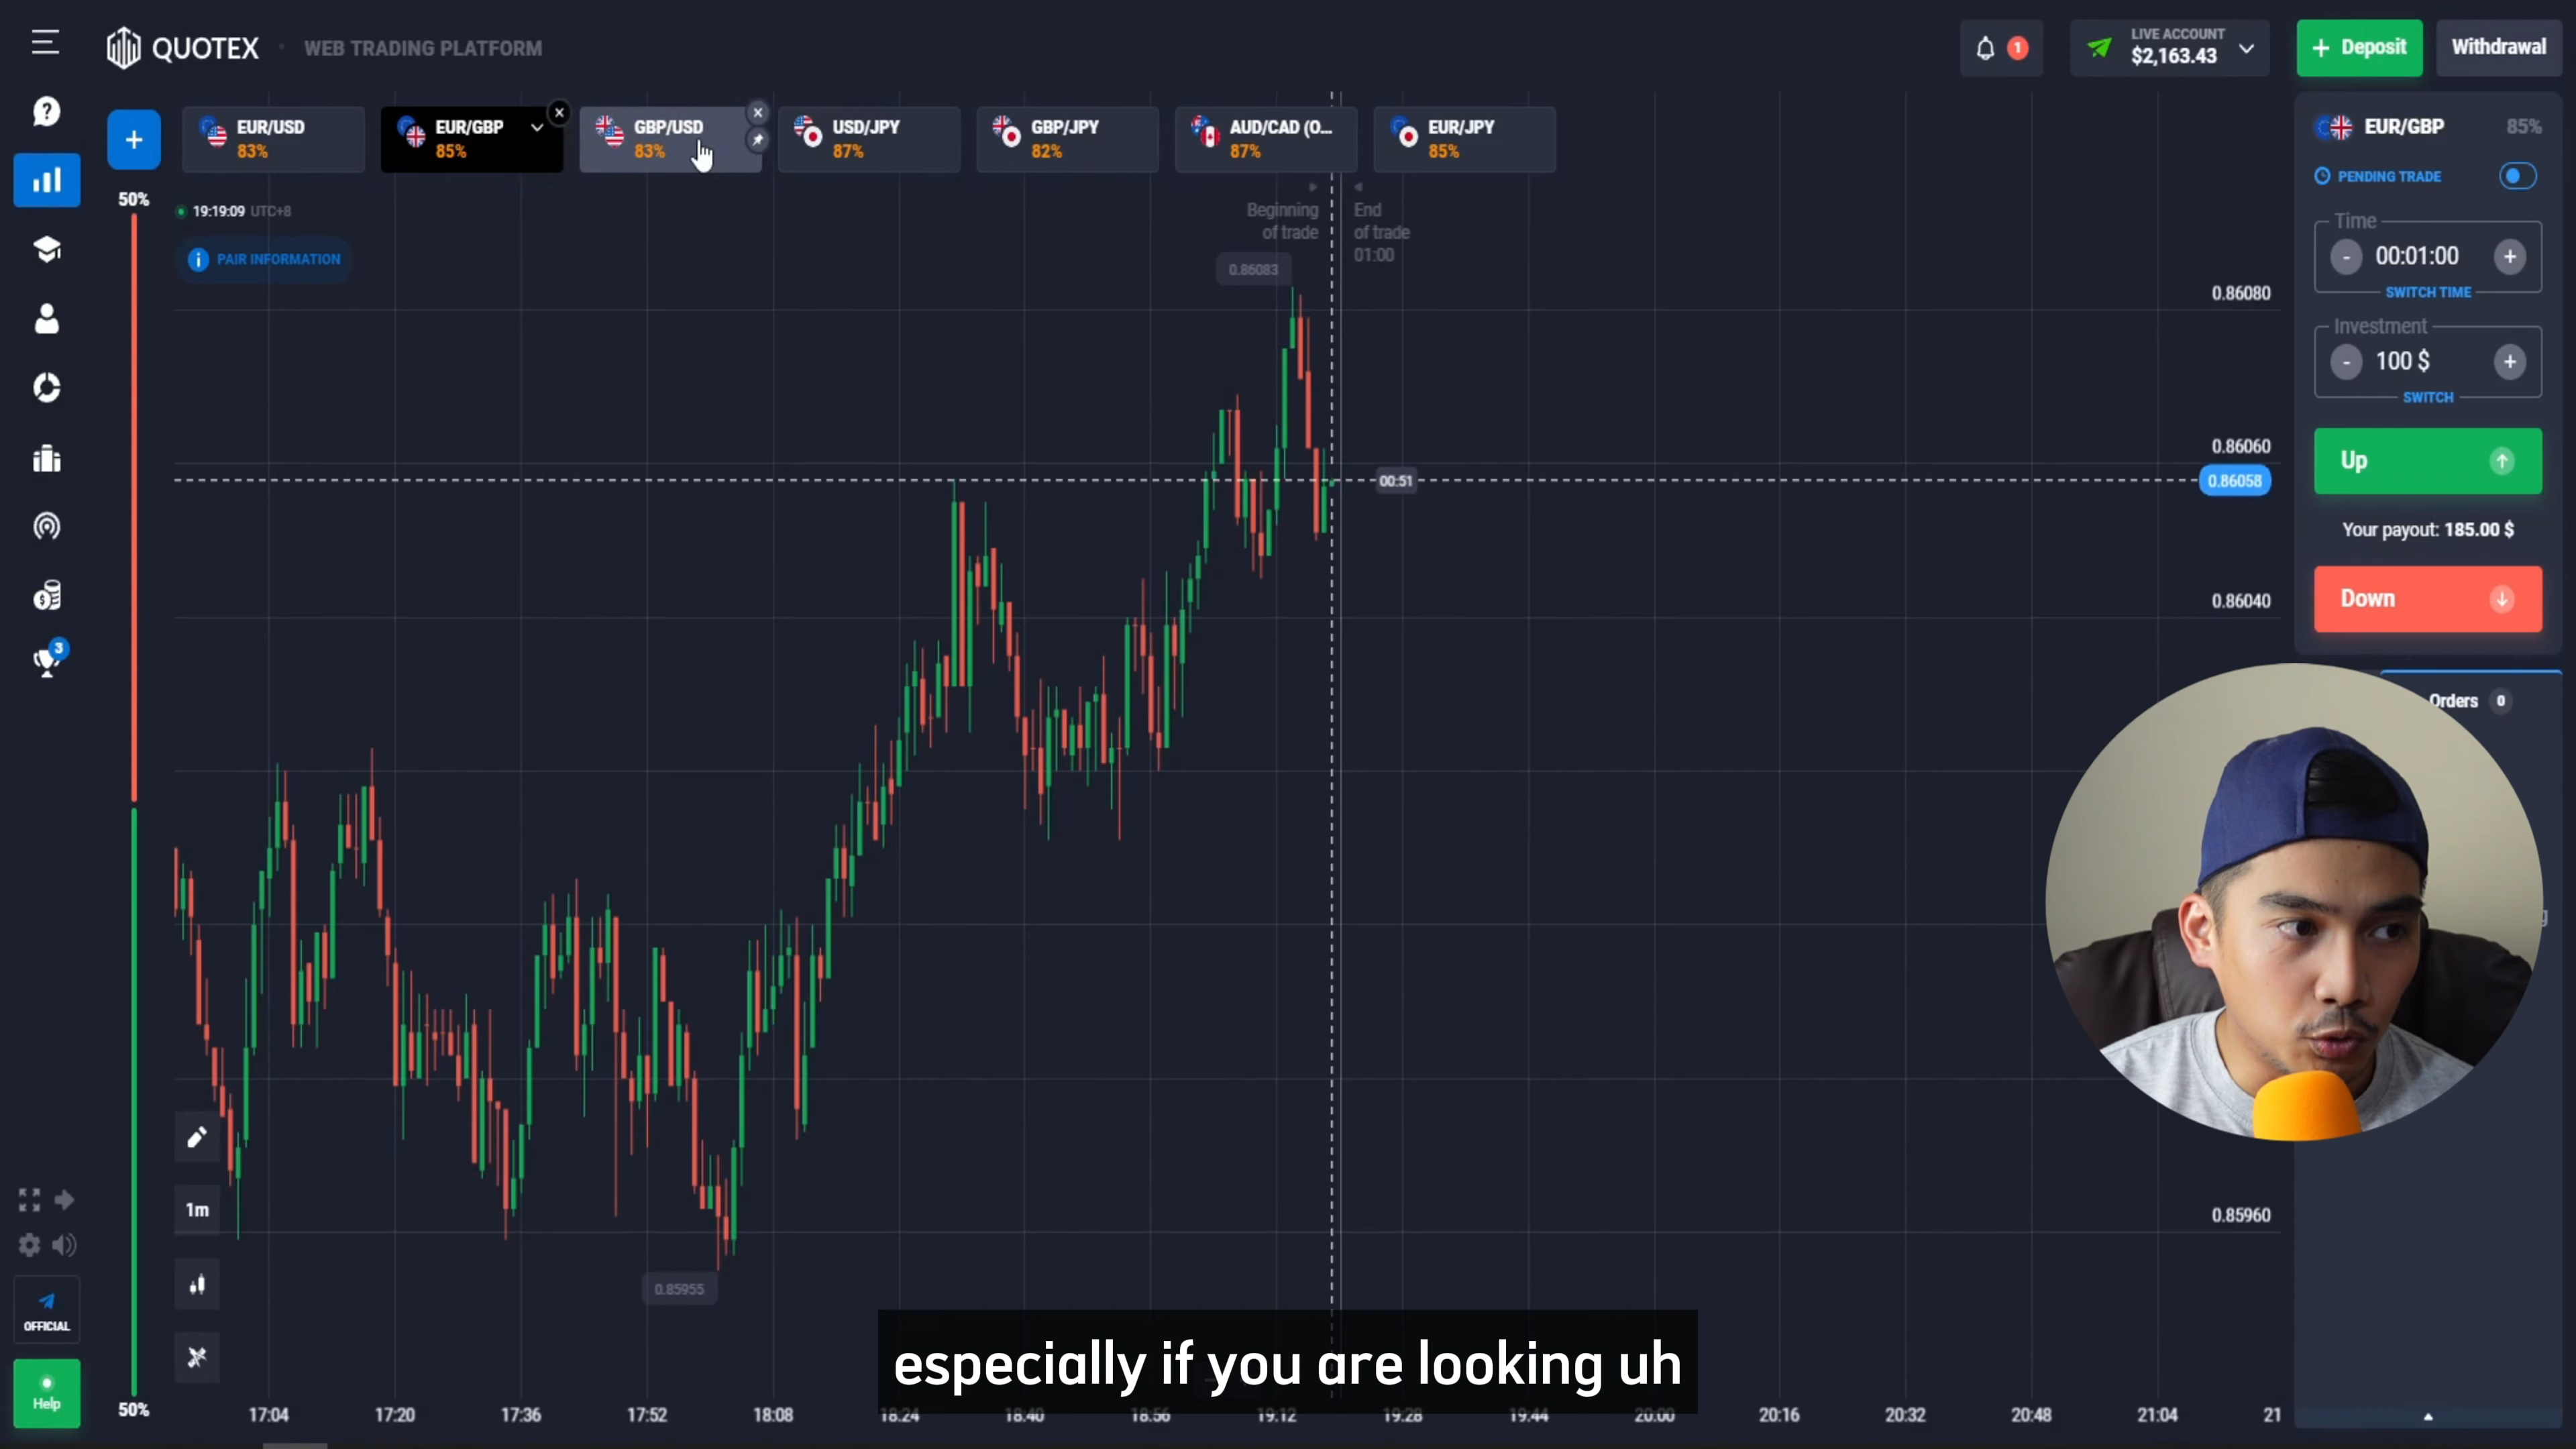 QUOTEX
WEB TRADING PLATFORM
1
LIVE ACCOUNT
$2,163.43
+ Deposit
Withdrawal
EUR/USD
83%
EUR/GBP
85%
GBP/USD
83%
USD/JPY
87%
GBP/JPY
82%
AUD/CAD (O...
87%
EUR/JPY
85%
EUR/GBP
85%
PENDING TRADE
Time
- 00:01:00 +
SWITCH TIME
Investment
- 100 $ +
SWITCH
Up
Your payout: 185.00 $
Down
Orders 0
50%
19:19:09 UTC+8
PAIR INFORMATION
Beginning
of trade
End
of trade
01:00
0.86083
0.86080
0.86060
0.86058
00:51
0.86040
0.85960
0.85955
3
1m
OFFICIAL
Help
50%
especially if you are looking uh
17:04
17:20
17:36
17:52
18:08
18:24
18:40
18:56
19:12
19:28
19:44
20:00
20:16
20:32
20:48
21:04
21